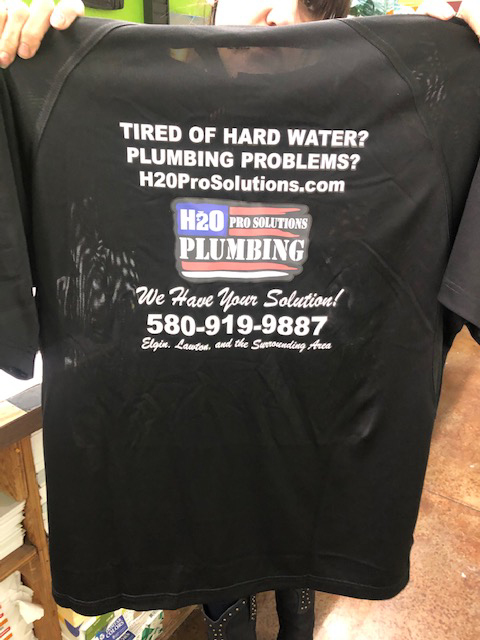 TIRED OF HARD WATER?
PLUMBING PROBLEMS?
H20ProSolutions.com
H2O PRO SOLUTIONS
PLUMBING
We Have Your Solution!
580-919-9887
Elgin, Lawton, and the Surrounding Area